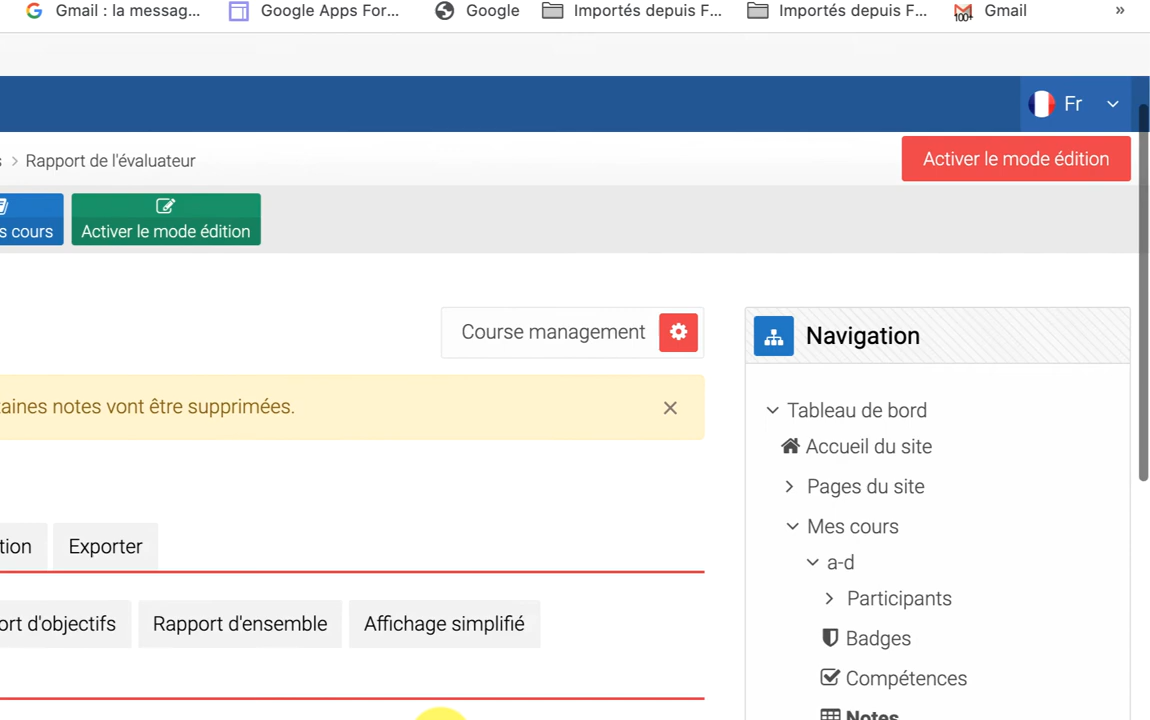 Gmail : la messag... Google Apps For... Google Importés depuis F... Importés depuis F... Gmail »
Fr
s > Rapport de l'évaluateur
Activer le mode édition
s cours
Activer le mode édition
Course management
Navigation
taines notes vont être supprimées. ×
Tableau de bord
Accueil du site
Pages du site
Mes cours
a-d
Participants
Badges
Compétences
Notes
tion Exporter
ort d'objectifs Rapport d'ensemble Affichage simplifié